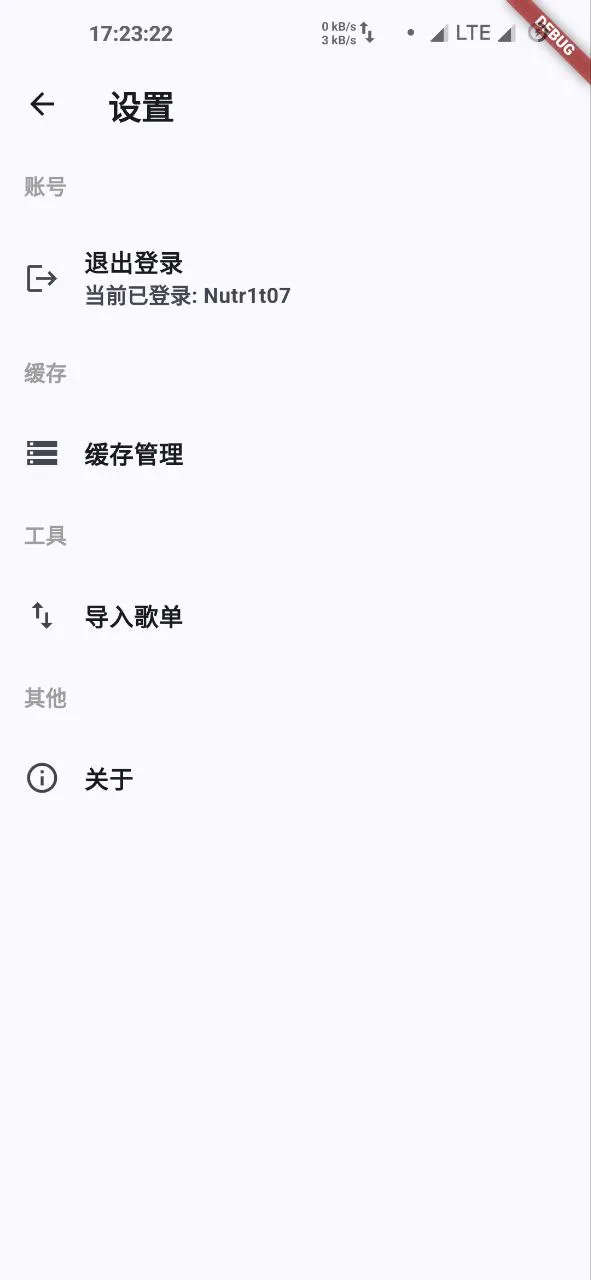 17:23:22
0 kB/s
3 kB/s
LTE
DEBUG
设置
账号
退出登录
当前已登录: Nutr1t07
缓存
缓存管理
工具
导入歌单
其他
关于